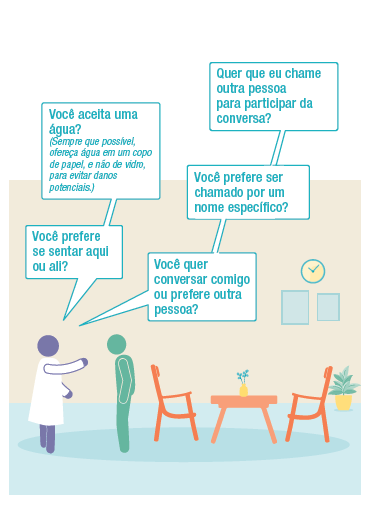 Quer que eu chame
outra pessoa
para participar da
conversa?
Você aceita uma
água?
(Sempre que possível,
ofereça água em um copo
de papel, e não de vidro,
para evitar danos
potenciais.)
Você prefere ser
chamado por um
nome específico?
Você prefere
se sentar aqui
ou ali?
Você quer
conversar comigo
ou prefere outra
pessoa?